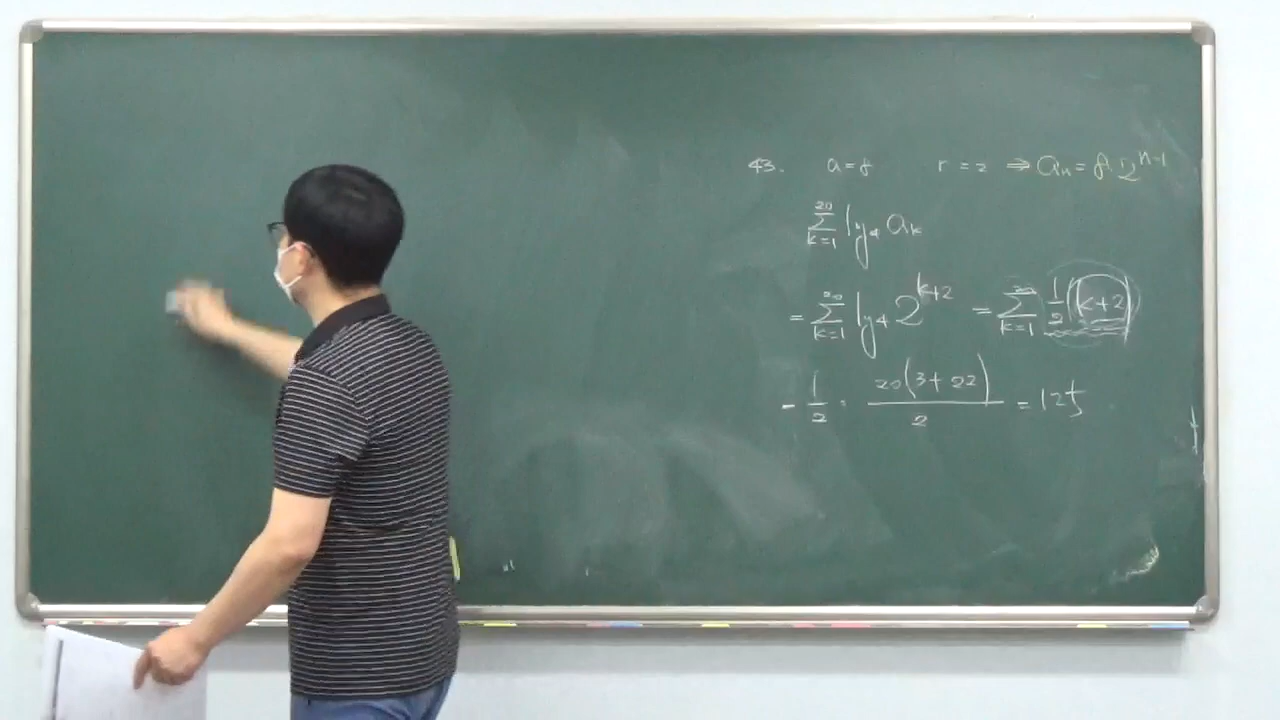 43. a=8 r=2 ⇒ aₙ=8·2ⁿ⁻¹
∑_{k=1}^{20} log₄ aₖ
= ∑_{k=1}^{20} log₄ 2^{k+2} = ∑_{k=1}^{20} 1/2 (k+2)
= 1/2 · 20(3+22)/2 = 125